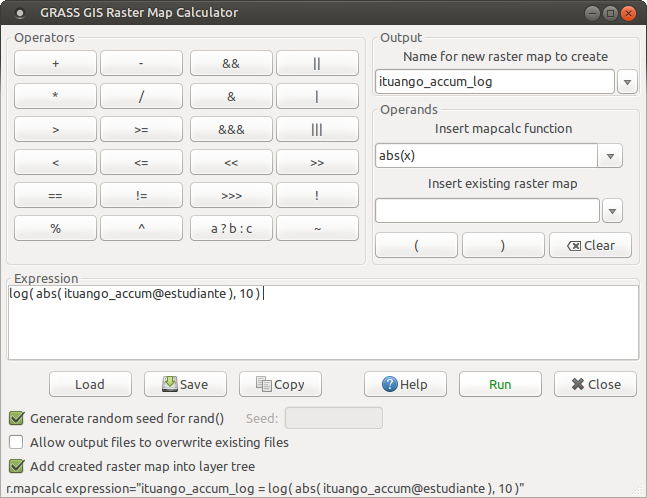 GRASS GIS Raster Map Calculator
Operators
+ - && ||
* / & |
> >= &&& |||
< <= << >>
== != >>> !
% ^ a ? b : c ~
Output
Name for new raster map to create
ituango_accum_log
Operands
Insert mapcalc function
abs(x)
Insert existing raster map
( ) Clear
Expression
log( abs( ituango_accum@estudiante ), 10 )
Load Save Copy Help Run Close
Generate random seed for rand() Seed:
Allow output files to overwrite existing files
Add created raster map into layer tree
r.mapcalc expression="ituango_accum_log = log( abs( ituango_accum@estudiante ), 10 )"